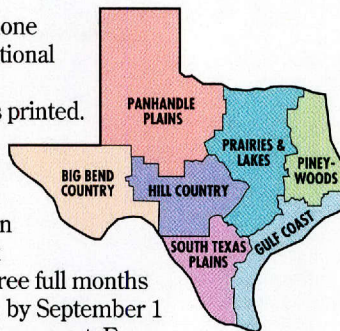 one
tional
s printed.
PANHANDLE
PLAINS
PRAIRIES &
LAKES
PINEY-
WOODS
BIG BEND
COUNTRY
HILL COUNTRY
n
GULF COAST
SOUTH TEXAS
PLAINS
ree full months
by September 1